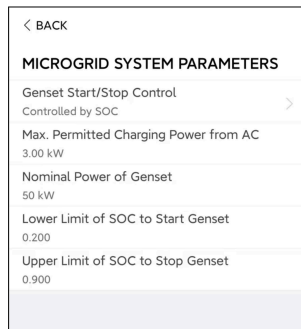 < BACK
MICROGRID SYSTEM PARAMETERS
Genset Start/Stop Control
Controlled by SOC
Max. Permitted Charging Power from AC
3.00 kW
Nominal Power of Genset
50 kW
Lower Limit of SOC to Start Genset
0.200
Upper Limit of SOC to Stop Genset
0.900